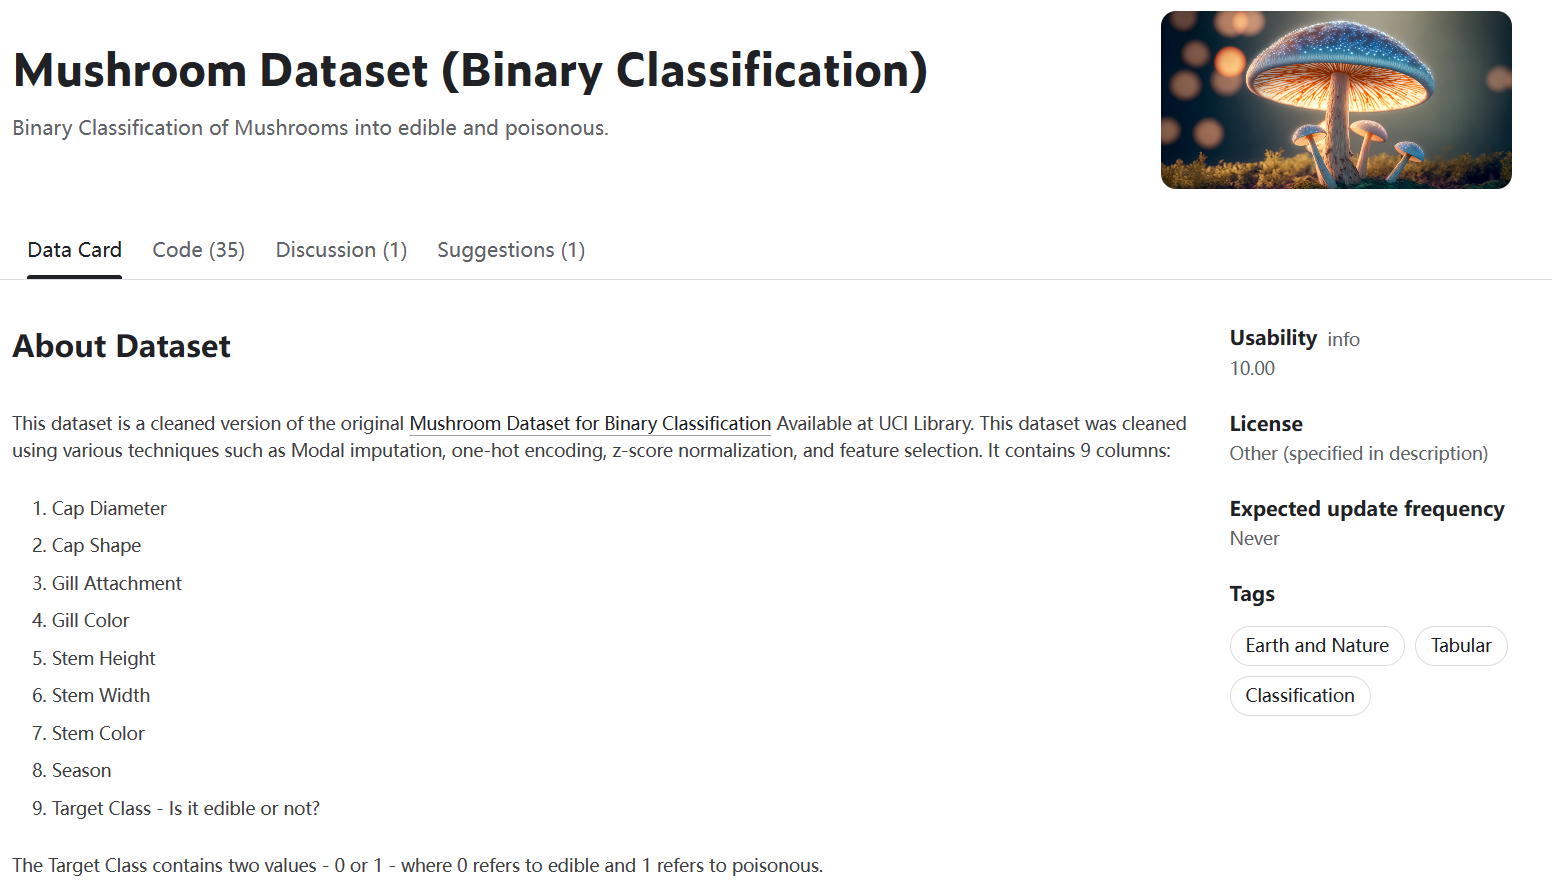 Mushroom Dataset (Binary Classification)
Binary Classification of Mushrooms into edible and poisonous.
Data Card
Code (35)
Discussion (1)
Suggestions (1)
About Dataset
This dataset is a cleaned version of the original Mushroom Dataset for Binary Classification Available at UCI Library. This dataset was cleaned
using various techniques such as Modal imputation, one-hot encoding, z-score normalization, and feature selection. It contains 9 columns:
1. Cap Diameter
2. Cap Shape
3. Gill Attachment
4. Gill Color
5. Stem Height
6. Stem Width
7. Stem Color
8. Season
9. Target Class - Is it edible or not?
The Target Class contains two values - 0 or 1 - where 0 refers to edible and 1 refers to poisonous.
Usability info
10.00
License
Other (specified in description)
Expected update frequency
Never
Tags
Earth and Nature
Tabular
Classification